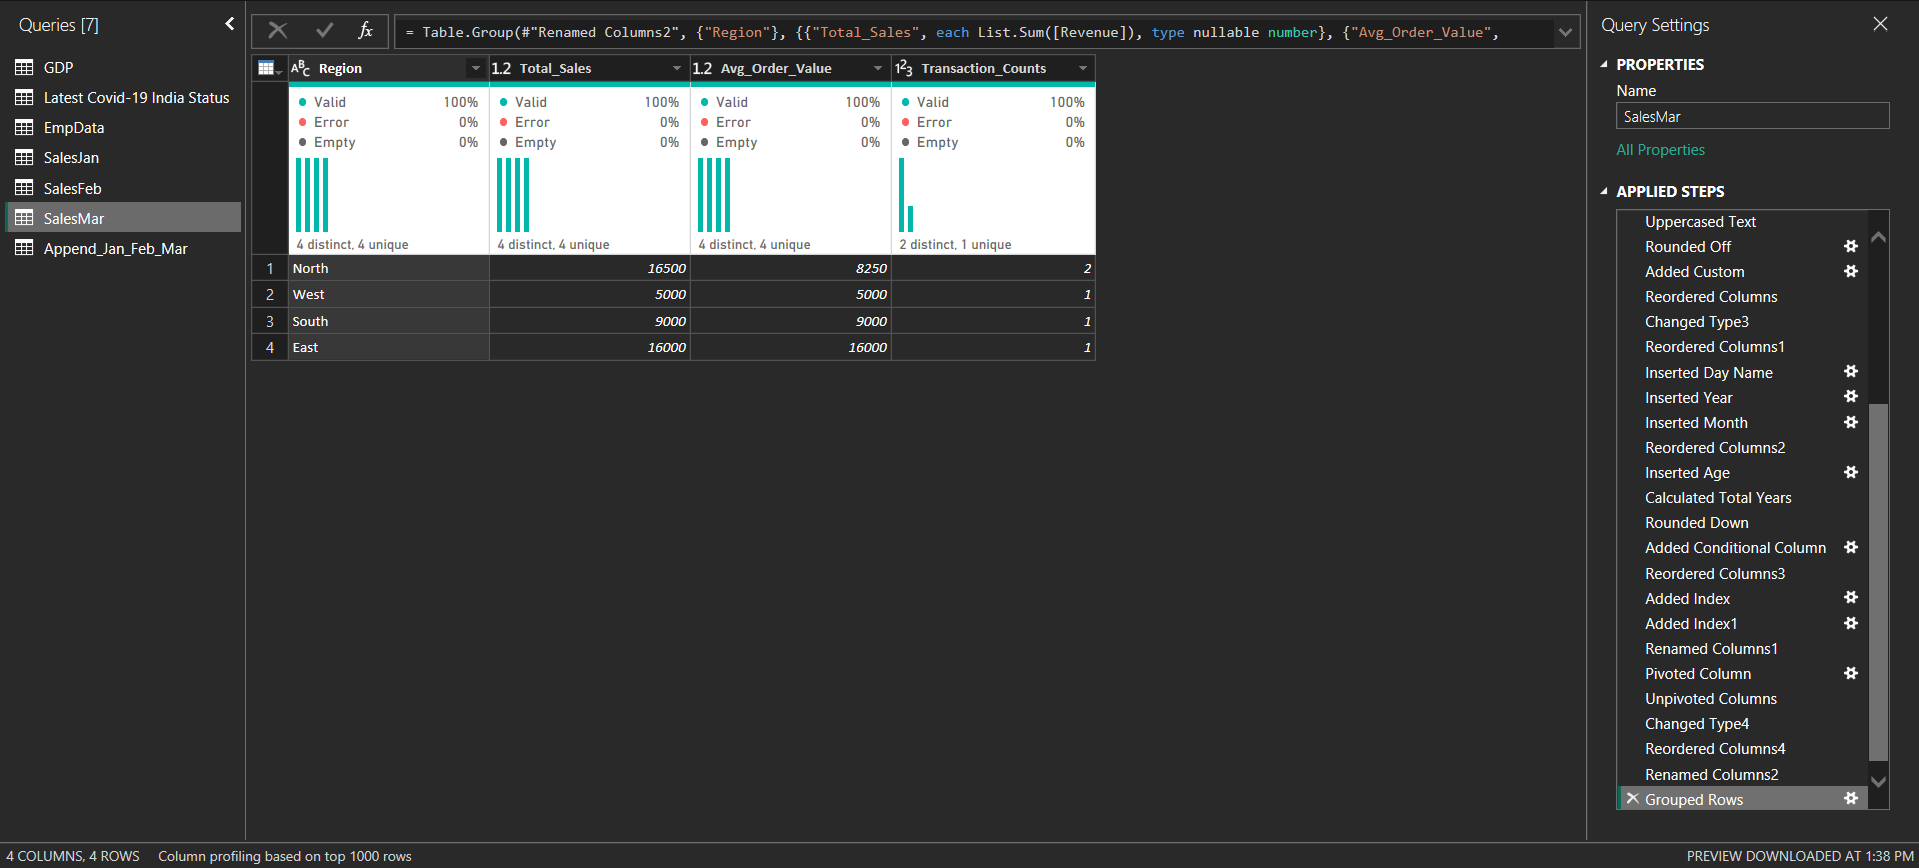 Queries [7]
GDP
Latest Covid-19 India Status
EmpData
SalesJan
SalesFeb
SalesMar
Append_Jan_Feb_Mar
fx
= Table.Group(#"Renamed Columns2", {"Region"}, {{"Total_Sales", each List.Sum([Revenue]), type nullable number}, {"Avg_Order_Value",
ABC Region 1.2 Total_Sales 1.2 Avg_Order_Value 123 Transaction_Counts
Valid 100% Valid 100% Valid 100% Valid 100%
Error 0% Error 0% Error 0% Error 0%
Empty 0% Empty 0% Empty 0% Empty 0%
4 distinct, 4 unique 4 distinct, 4 unique 4 distinct, 4 unique 2 distinct, 1 unique
1 North 16500 8250 2
2 West 5000 5000 1
3 South 9000 9000 1
4 East 16000 16000 1
Query Settings
PROPERTIES
Name
SalesMar
All Properties
APPLIED STEPS
Uppercased Text
Rounded Off
Added Custom
Reordered Columns
Changed Type3
Reordered Columns1
Inserted Day Name
Inserted Year
Inserted Month
Reordered Columns2
Inserted Age
Calculated Total Years
Rounded Down
Added Conditional Column
Reordered Columns3
Added Index
Added Index1
Renamed Columns1
Pivoted Column
Unpivoted Columns
Changed Type4
Reordered Columns4
Renamed Columns2
Grouped Rows
4 COLUMNS, 4 ROWS Column profiling based on top 1000 rows
PREVIEW DOWNLOADED AT 1:38 PM